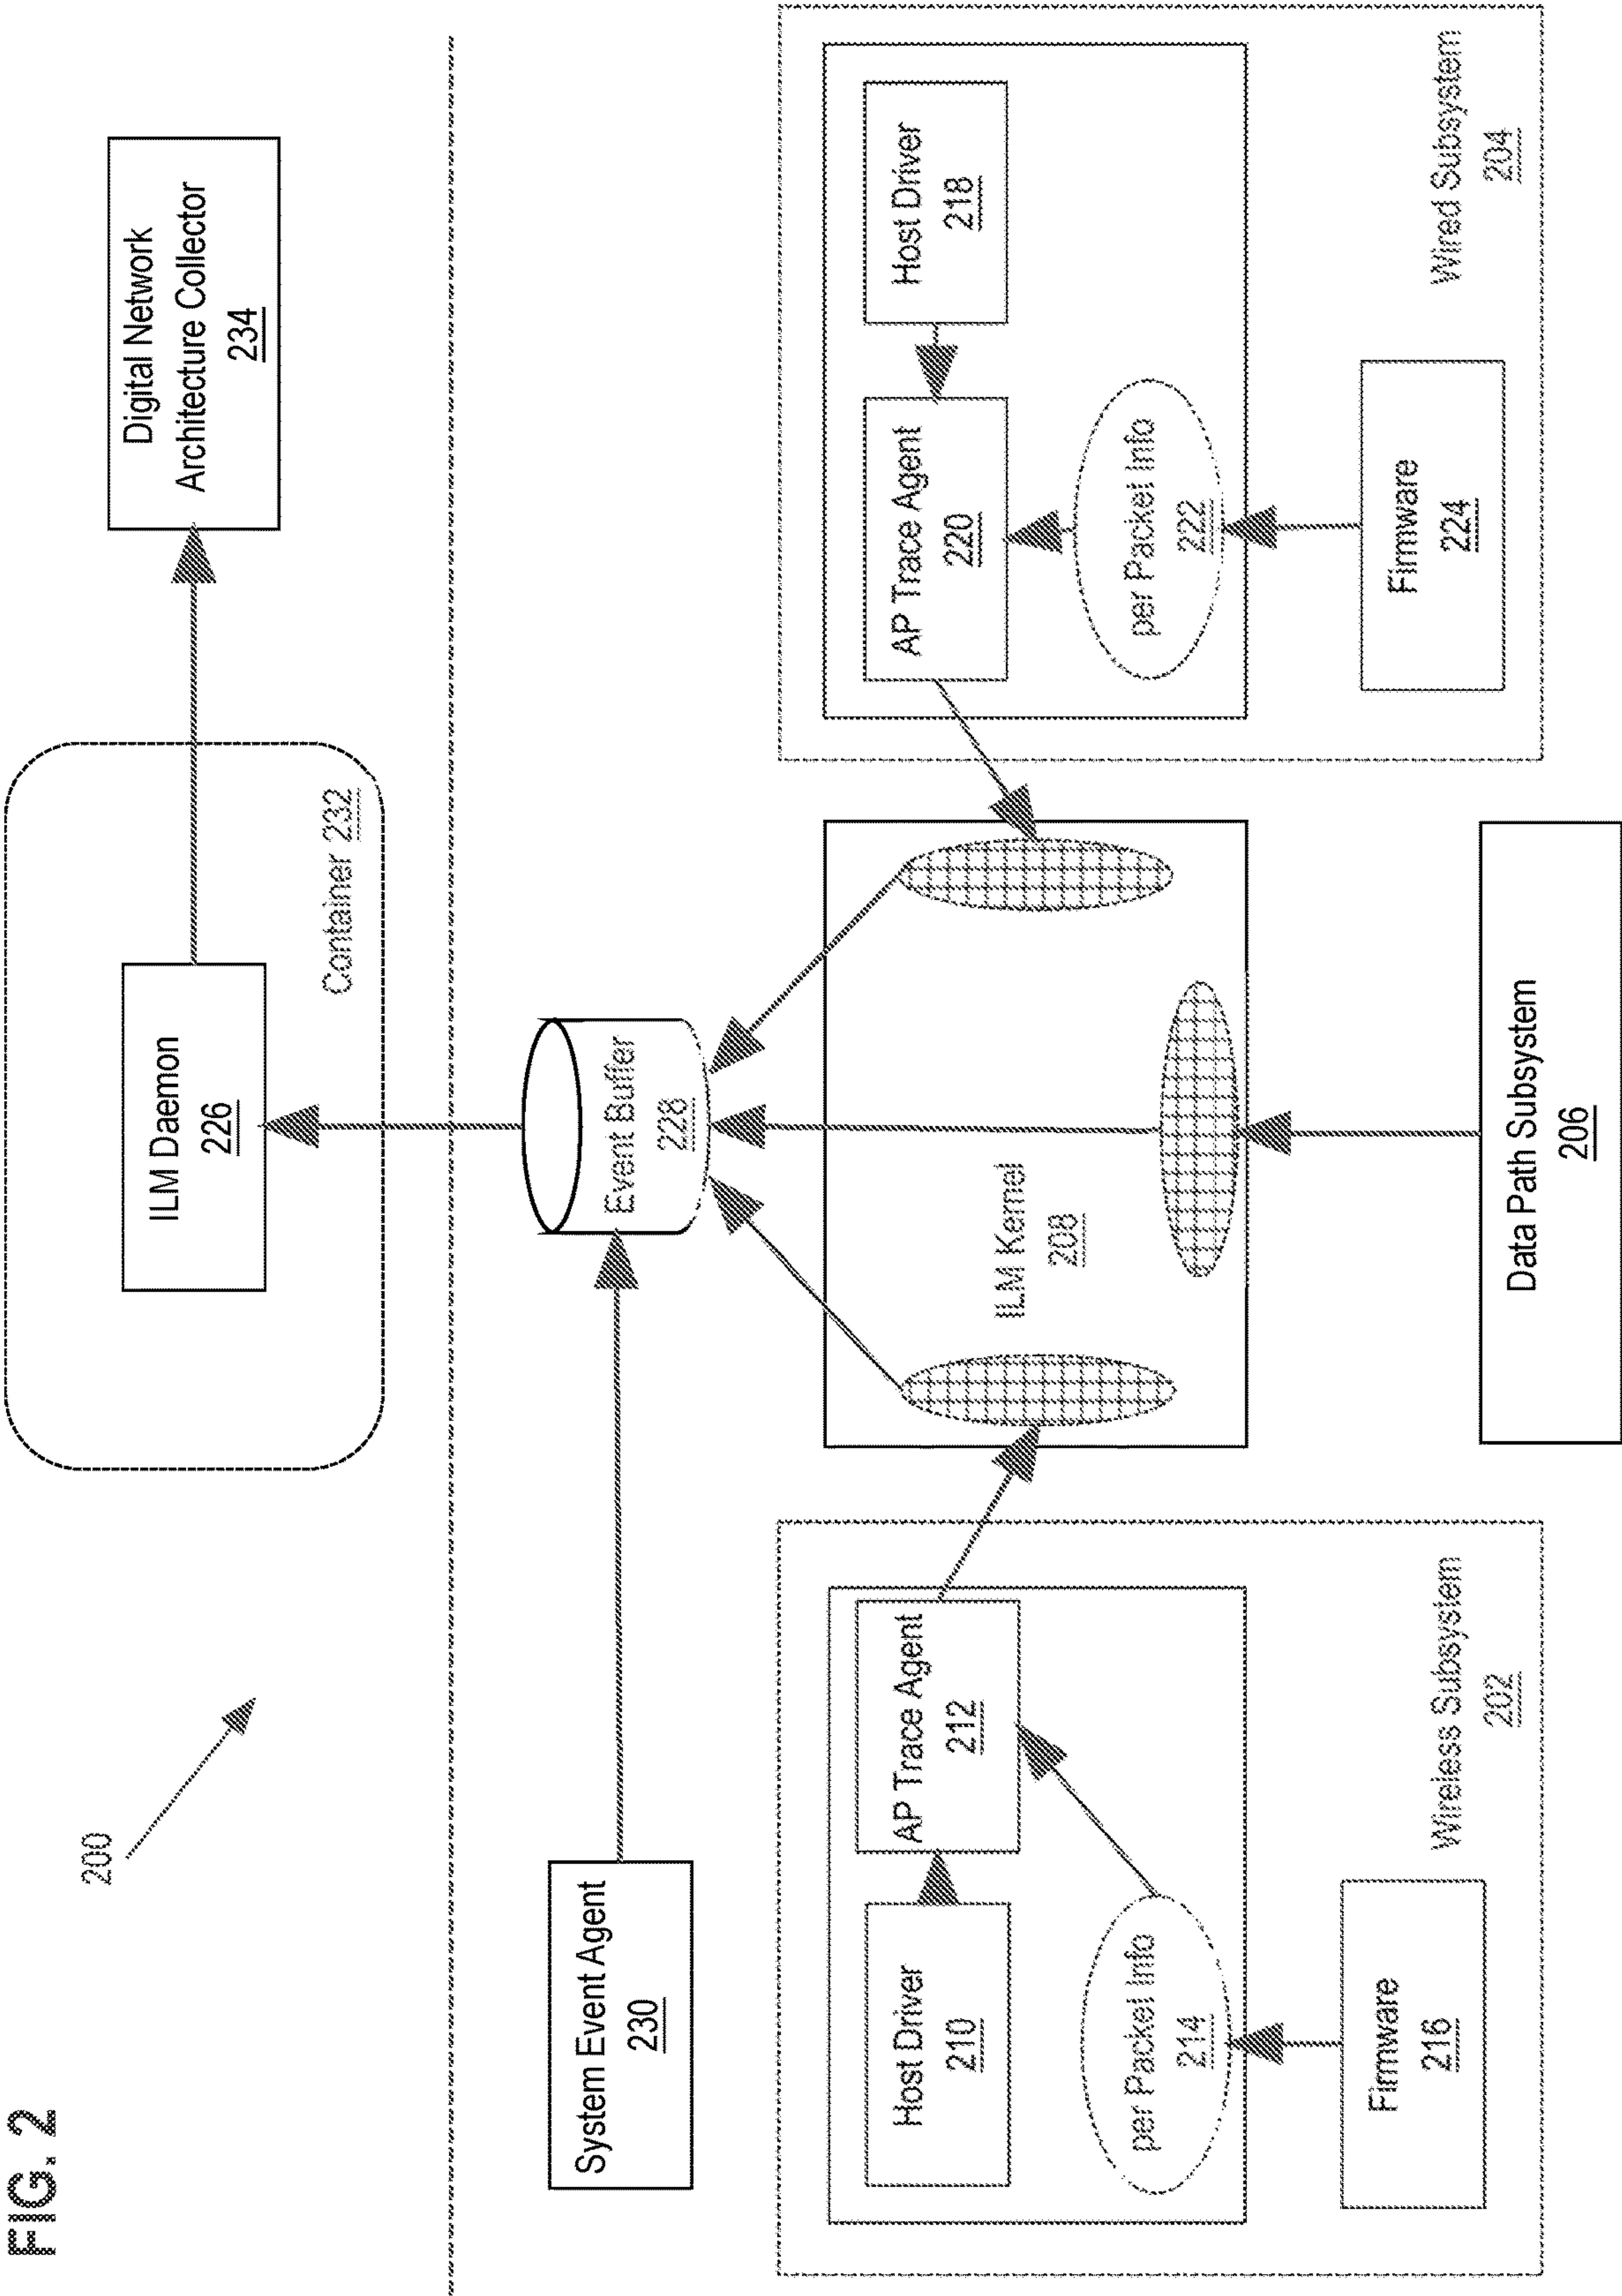 FIG. 2
200
ILM Daemon
226
Container 232
Digital Network
Architecture Collector
234
System Event Agent
230
Event Buffer
228
Host Driver
210
AP Trace Agent
212
per Packet Info
214
Firmware
216
Wireless Subsystem
202
ILM Kernel
208
Data Path Subsystem
206
AP Trace Agent
220
Host Driver
218
per Packet Info
222
Firmware
224
Wired Subsystem
204